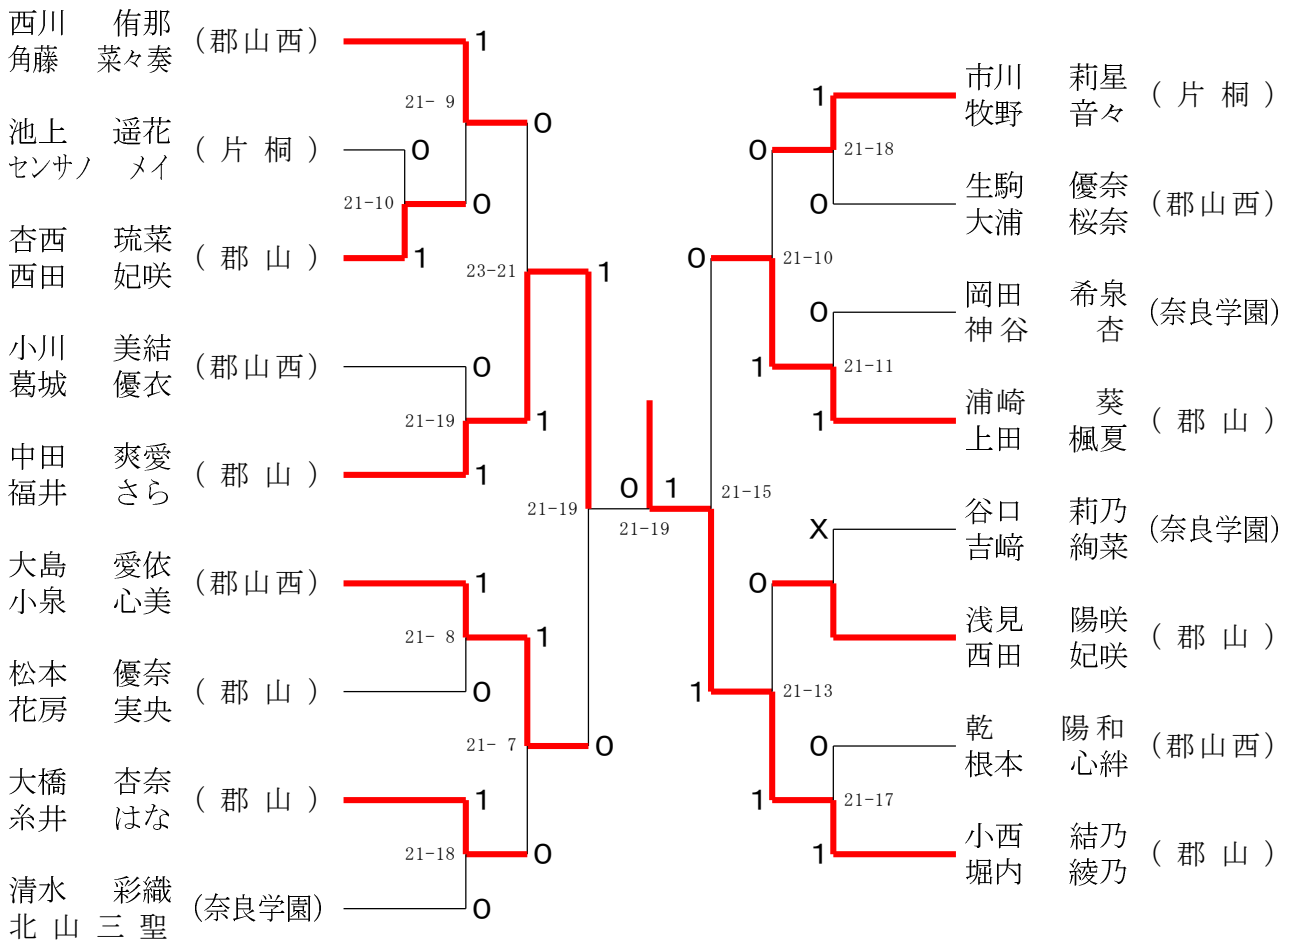 西川　侑那
角藤　菜々奏
(郡山西)
1
21- 9
0
池上　遥花
センサノ　メイ
(片桐)
0
21-10
0
杏西　琉菜
西田　妃咲
(郡山)
1
23-21
1
小川　美結
葛城　優衣
(郡山西)
0
21-19
1
中田　爽愛
福井　さら
(郡山)
1
21-19
大島　愛依
小泉　心美
(郡山西)
1
21- 8
1
松本　優奈
花房　実央
(郡山)
0
21- 7
0
大橋　杏奈
糸井　はな
(郡山)
1
21-18
0
清水　彩織
北山三聖
(奈良学園)
0
0
1
21-19
市川　莉星
牧野　音々
(片桐)
1
21-18
0
生駒　優奈
大浦　桜奈
(郡山西)
0
21-10
0
岡田　希泉
神谷　杏
(奈良学園)
0
21-11
1
浦崎　葵
上田　楓夏
(郡山)
1
21-15
谷口　莉乃
吉﨑　絢菜
(奈良学園)
X
0
浅見　陽咲
西田　妃咲
(郡山)
21-13
1
乾　陽和
根本　心絆
(郡山西)
0
21-17
1
小西　結乃
堀内　綾乃
(郡山)
1